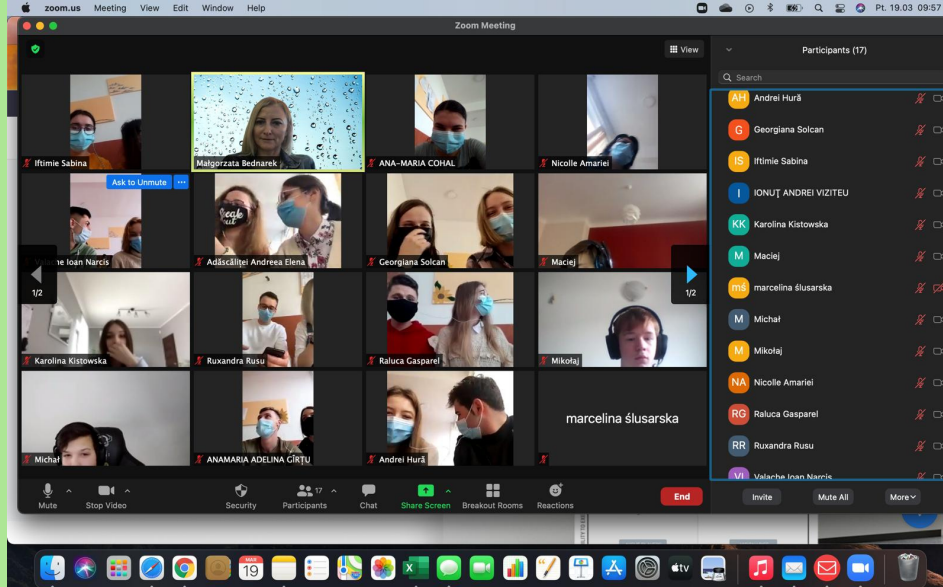 zoom.us Meeting View Edit Window Help
Pt. 19.03 09:57
Zoom Meeting
View
Participants (17)
Search
Iftimie Sabina
Małgorzata Bednarek
ANA-MARIA COHAL
Nicolle Amariei
Ask to Unmute
Valache Ioan Narcis
Adăscăliței Andreea Elena
Georgiana Solcan
Maciej
1/2
1/2
Karolina Kistowska
Ruxandra Rusu
Raluca Gasparel
Mikołaj
Michał
ANAMARIA ADELINA GÎRȚU
Andrei Hură
marcelina ślusarska
AH Andrei Hură
G Georgiana Solcan
IS Iftimie Sabina
I IONUȚ ANDREI VIZITEU
KK Karolina Kistowska
M Maciej
mś marcelina ślusarska
M Michał
M Mikołaj
NA Nicolle Amariei
RG Raluca Gasparel
RR Ruxandra Rusu
VI Valache Ioan Narcis
Mute
Stop Video
Security
Participants
17
Chat
Share Screen
Breakout Rooms
Reactions
End
Invite
Mute All
More
MAR
19
tv